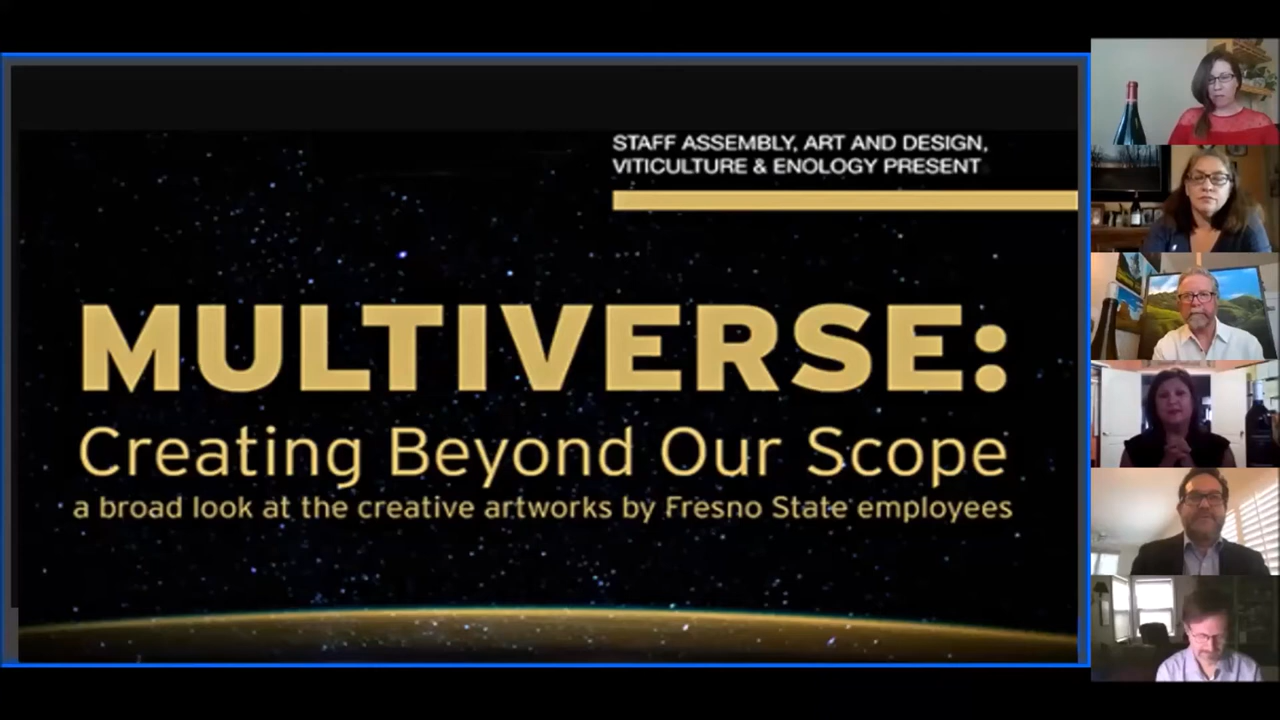 STAFF ASSEMBLY, ART AND DESIGN,
VITICULTURE & ENOLOGY PRESENT
MULTIVERSE:
Creating Beyond Our Scope
a broad look at the creative artworks by Fresno State employees